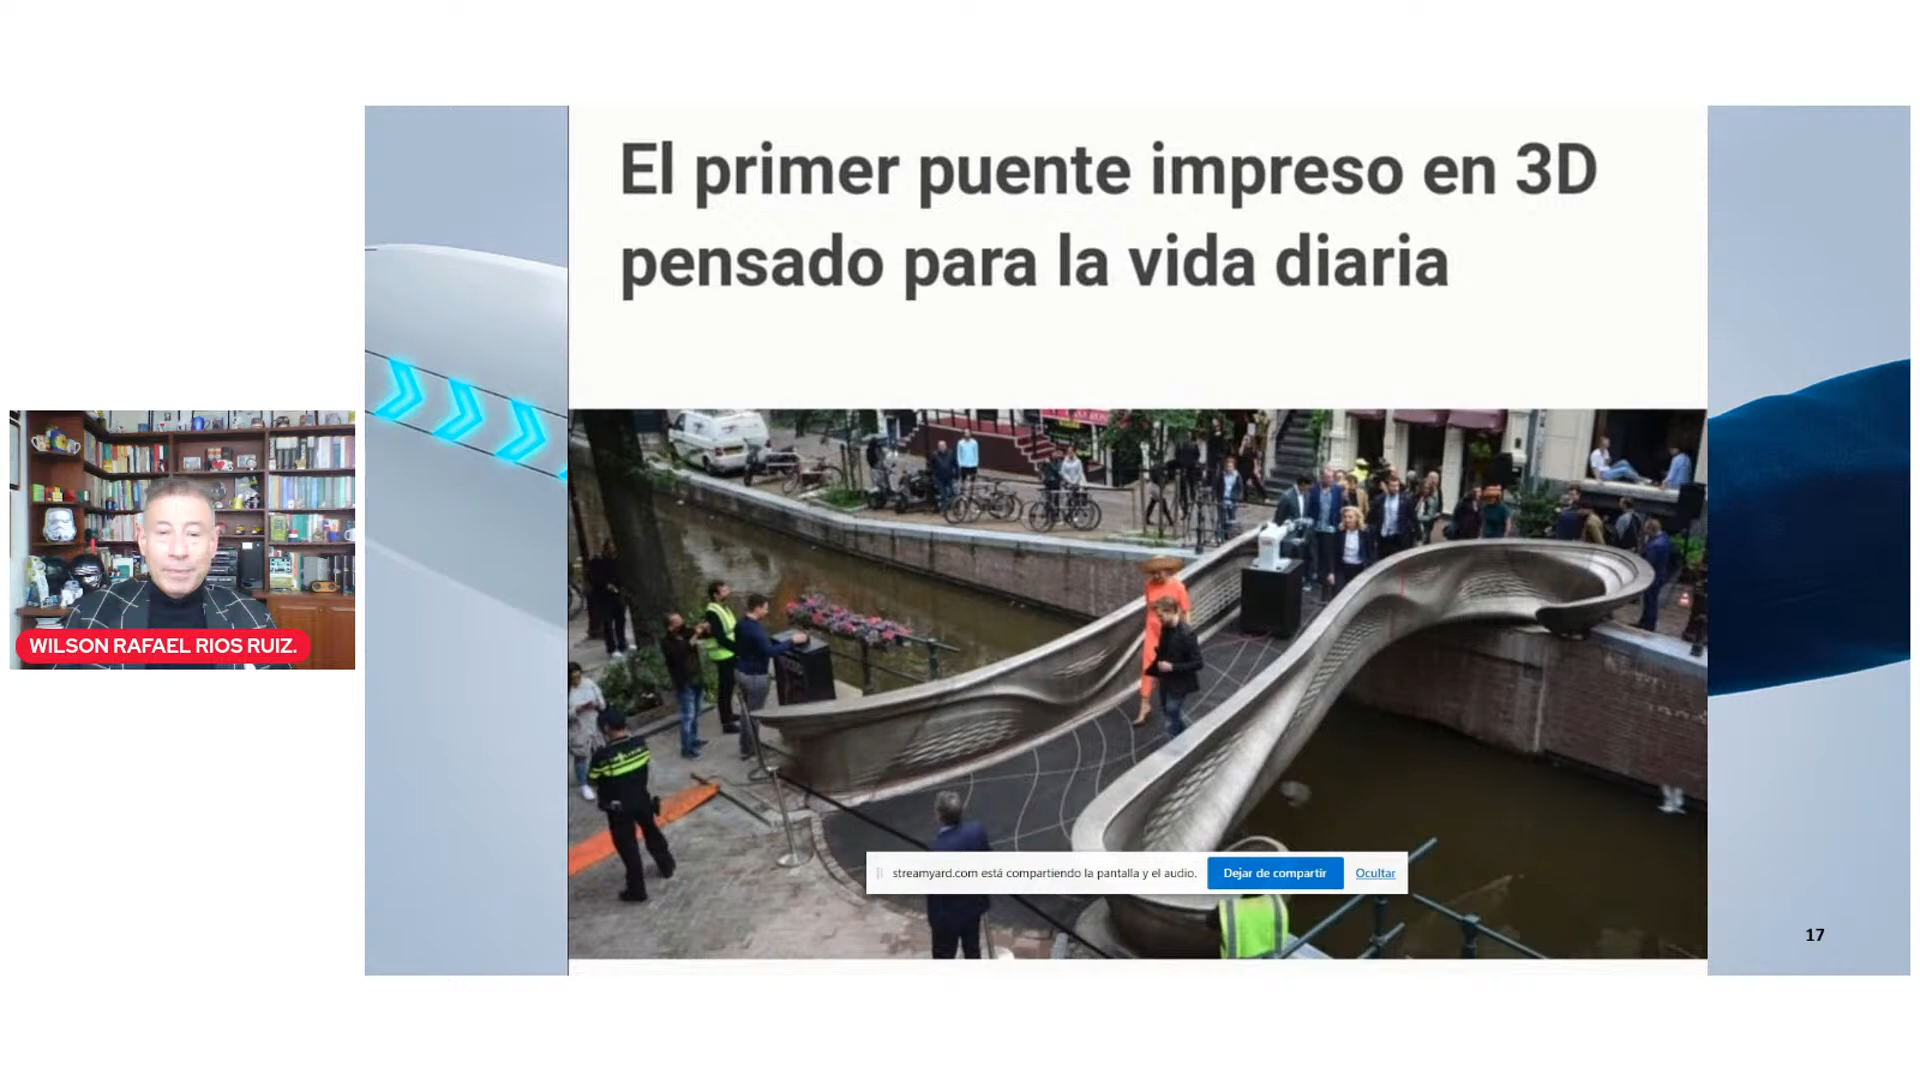 El primer puente impreso en 3D
pensado para la vida diaria
WILSON RAFAEL RIOS RUIZ.
streamyard.com está compartiendo la pantalla y el audio.
Dejar de compartir
Ocultar
17